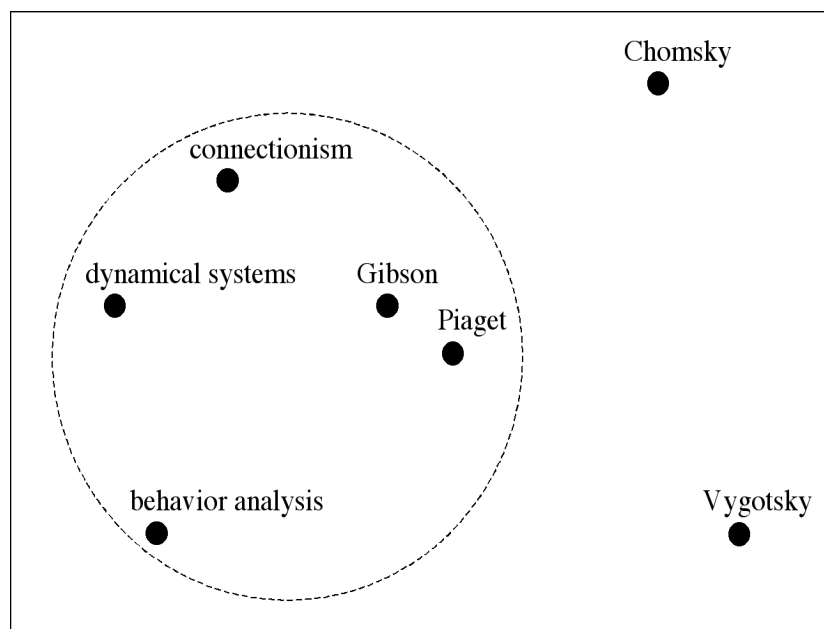 Chomsky
connectionism
dynamical systems
Gibson
Piaget
behavior analysis
Vygotsky